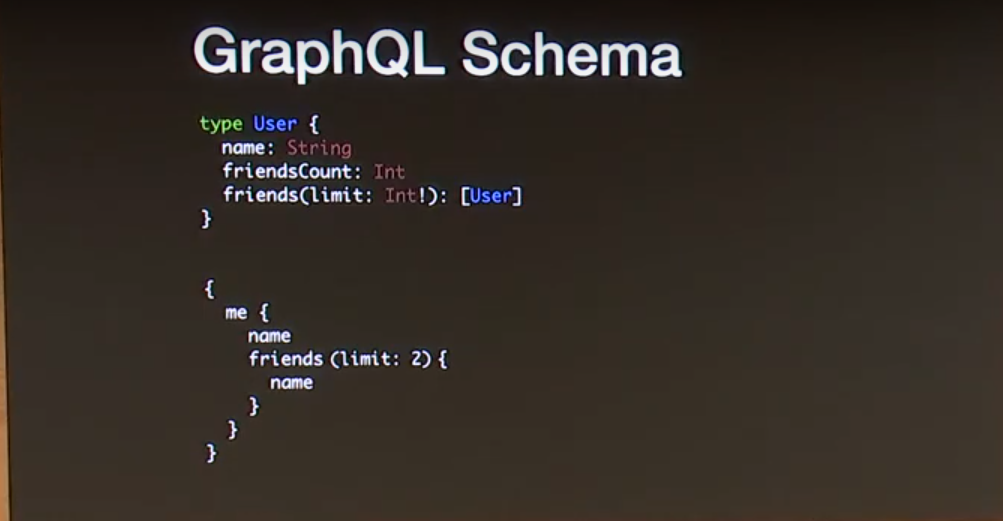 GraphQL Schema
type User {
  name: String
  friendsCount: Int
  friends(limit: Int!): [User]
}
{
  me {
    name
    friends (limit: 2) {
      name
    }
  }
}